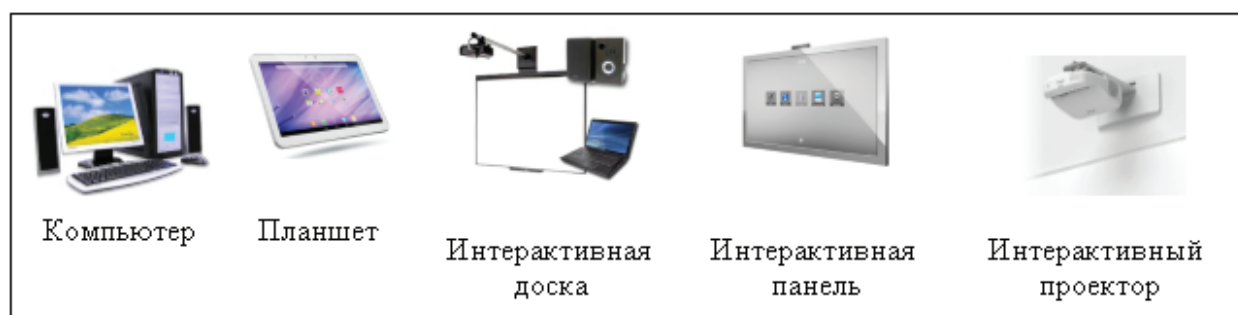 Компьютер
Планшет
Интерактивная
доска
Интерактивная
панель
Интерактивный
проектор